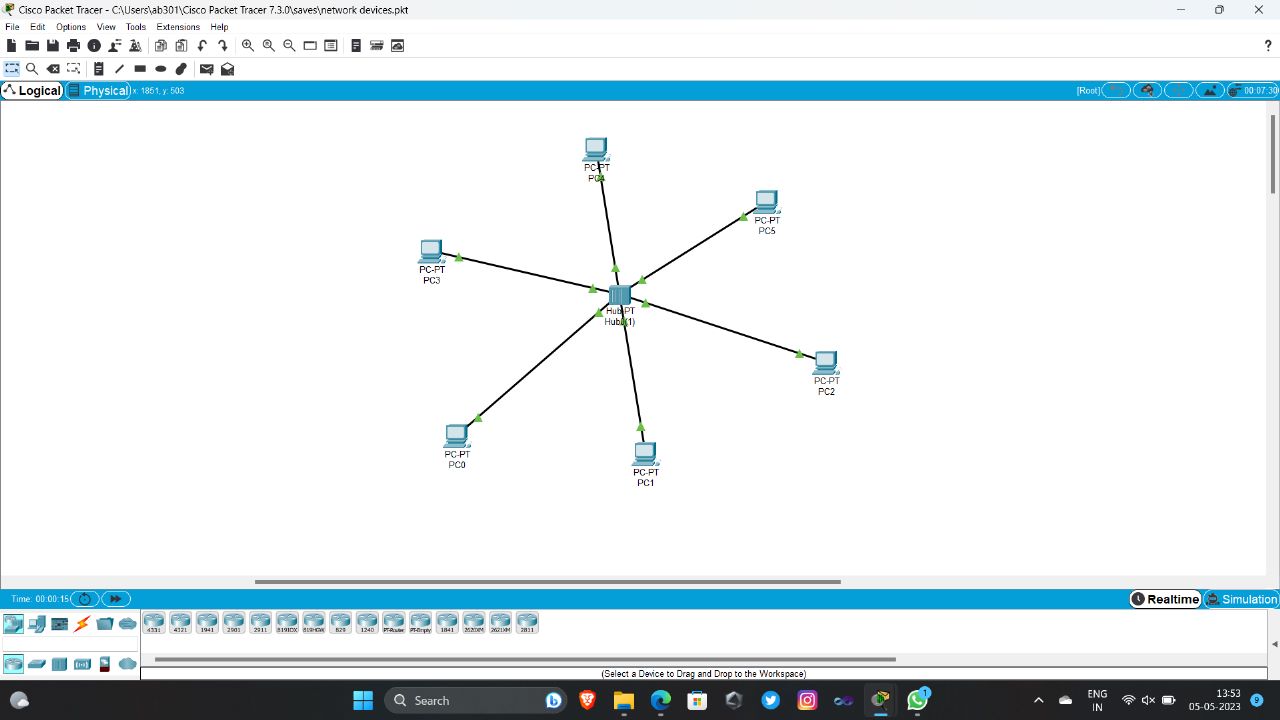 Cisco Packet Tracer - C:\Users\ab301\Cisco Packet Tracer 7.3.0\saves\network devices.pkt
File Edit Options View Tools Extensions Help
?
Logical Physical x: 1851, y: 503 [Root] 00:07:30
PC-PT
PC4
PC-PT
PC5
PC-PT
PC3
Hub-PT
PC-PT
PC2
PC-PT
PC0
PC-PT
PC1
Time: 00:00:15 Realtime Simulation
4331 4321 1941 2901 2911 819HGW 829 1240 PT-Router PT-Empty 1841 2620XM 2621XM 2811
(Select a Device to Drag and Drop to the Workspace)
Search
1
ENG
IN
13:53
05-05-2023
9